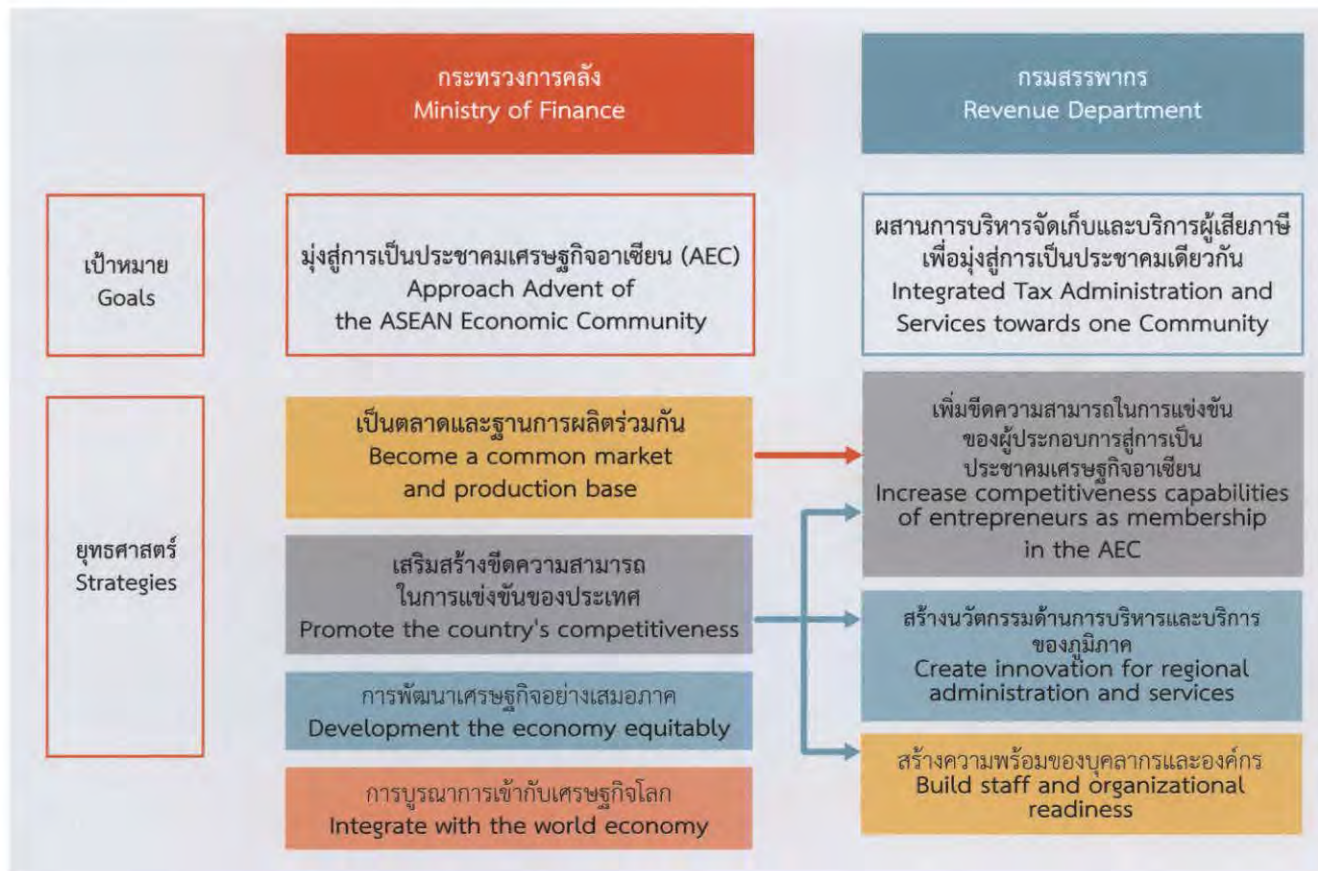 กระทรวงการคลัง
Ministry of Finance
กรมสรรพากร
Revenue Department
เป้าหมาย
Goals
มุ่งสู่การเป็นประชาคมเศรษฐกิจอาเซียน (AEC)
Approach Advent of
the ASEAN Economic Community
ผสานการบริหารจัดเก็บและบริการผู้เสียภาษี
เพื่อมุ่งสู่การเป็นประชาคมเดียวกัน
Integrated Tax Administration and
Services towards one Community
ยุทธศาสตร์
Strategies
เป็นตลาดและฐานการผลิตร่วมกัน
Become a common market
and production base
เสริมสร้างขีดความสามารถ
ในการแข่งขันของประเทศ
Promote the country's competitiveness
การพัฒนาเศรษฐกิจอย่างเสมอภาค
Development the economy equitably
การบูรณาการเข้ากับเศรษฐกิจโลก
Integrate with the world economy
เพิ่มขีดความสามารถในการแข่งขัน
ของผู้ประกอบการสู่การเป็น
ประชาคมเศรษฐกิจอาเซียน
Increase competitiveness capabilities
of entrepreneurs as membership
in the AEC
สร้างนวัตกรรมด้านการบริหารและบริการ
ของภูมิภาค
Create innovation for regional
administration and services
สร้างความพร้อมของบุคลากรและองค์กร
Build staff and organizational
readiness